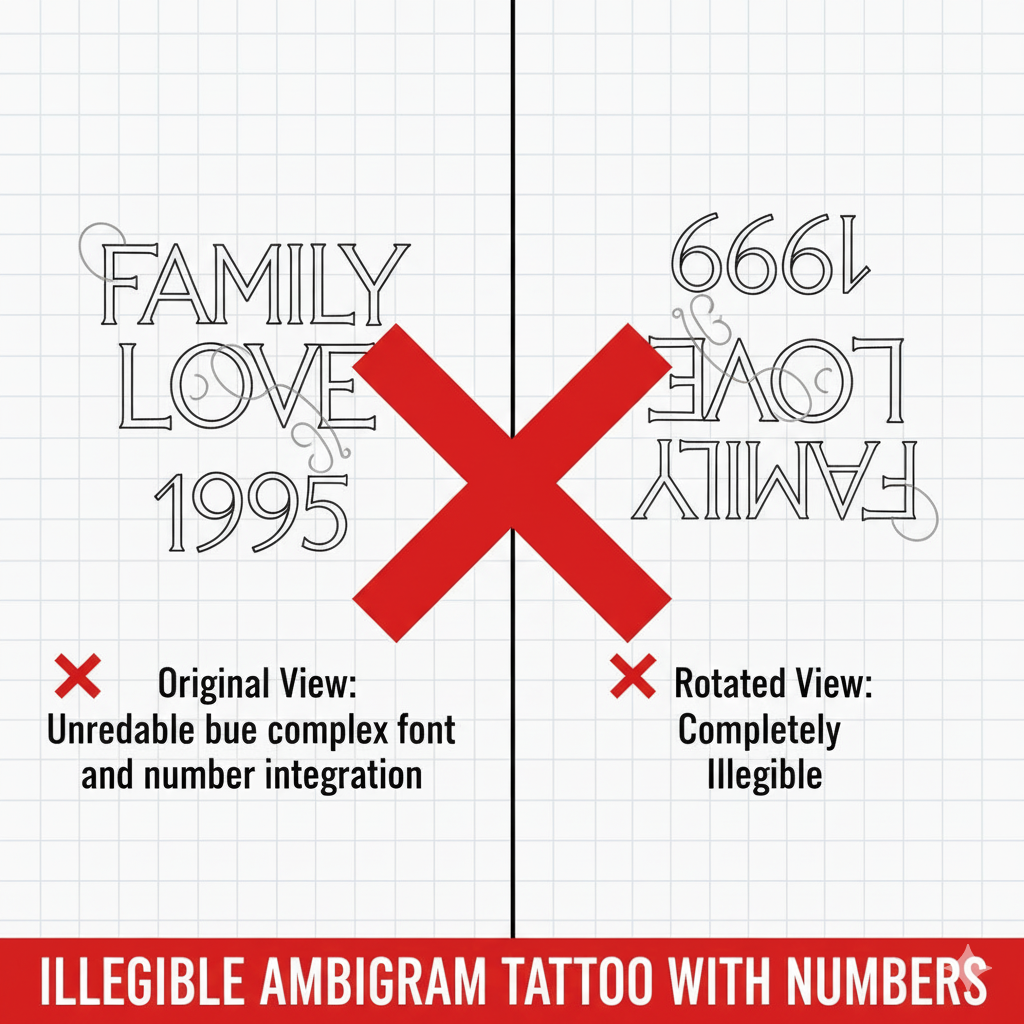 FAMILY
LOVE
1995
Original View:
Unredable bue complex font
and number integration
1999
LOVE
FAMILY
Rotated View:
Completely
Illegible
ILLEGIBLE AMBIGRAM TATTOO WITH NUMBERS